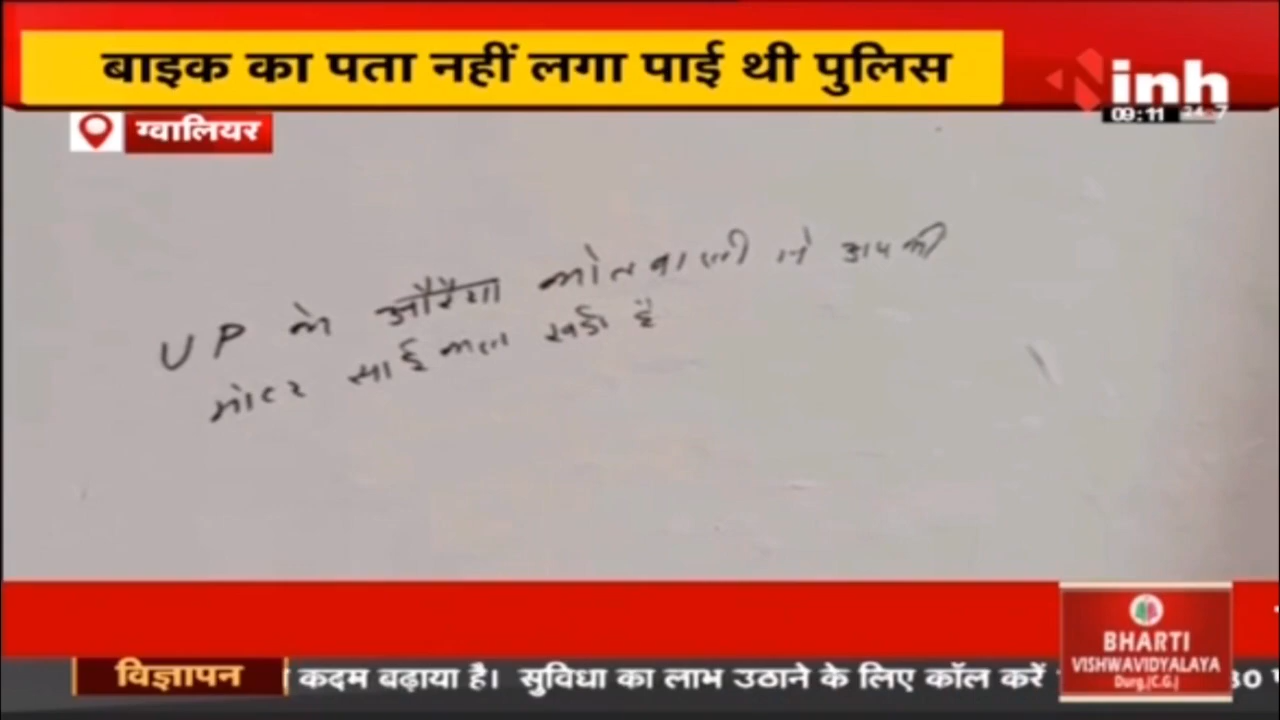 बाइक का पता नहीं लगा पाई थी पुलिस
inh
09:11 24x7
ग्वालियर
UP के औरैया कोतवाली में आपकी
मोटर साईकल खडी है
BHARTI
VISHWAVIDYALAYA
Durg,(C.G.)
विज्ञापन कदम बढ़ाया है। सुविधा का लाभ उठाने के लिए कॉल करें